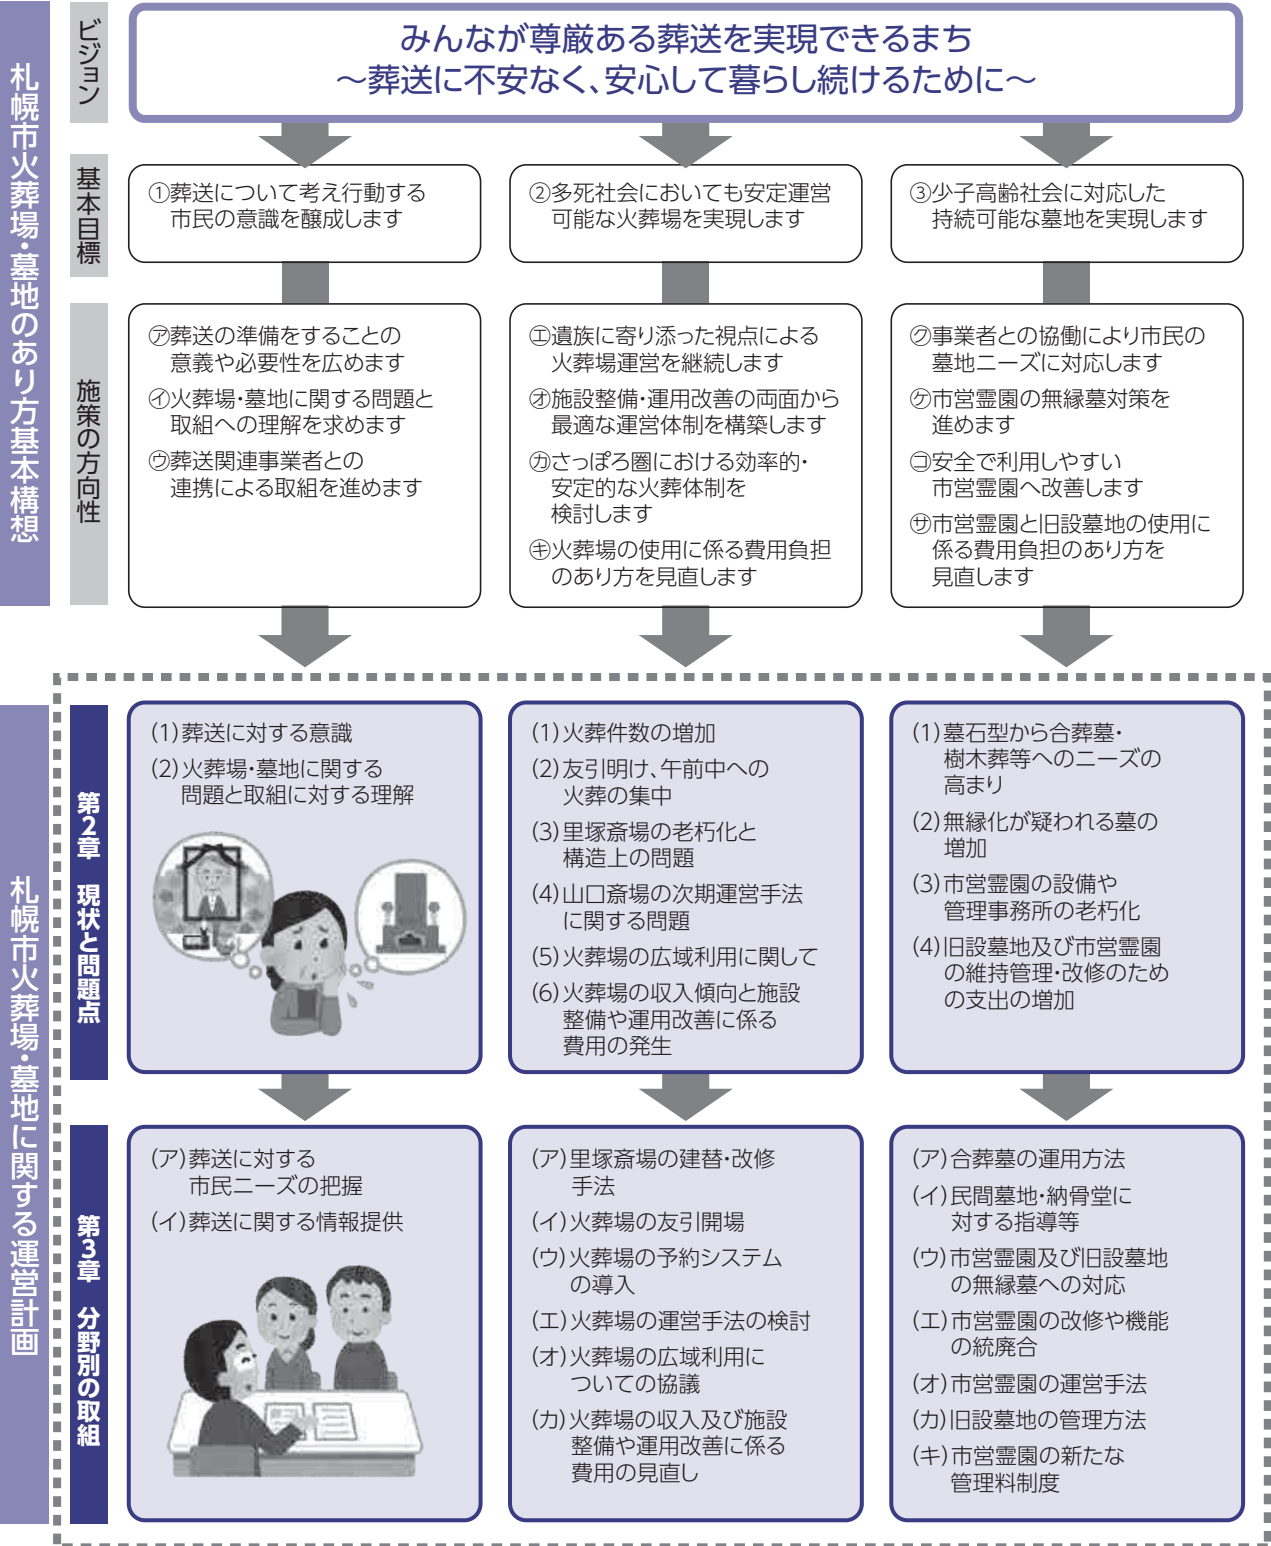 札幌市火葬場・墓地のあり方基本構想
ビジョン
みんなが尊厳ある葬送を実現できるまち
～葬送に不安なく、安心して暮らし続けるために～
基本目標
①葬送について考え行動する
市民の意識を醸成します
②多死社会においても安定運営
可能な火葬場を実現します
③少子高齢社会に対応した
持続可能な墓地を実現します
施策の方向性
㋐葬送の準備をすることの
意義や必要性を広めます
㋑火葬場・墓地に関する問題と
取組への理解を求めます
㋒葬送関連事業者との
連携による取組を進めます
㋓遺族に寄り添った視点による
火葬場運営を継続します
㋔施設整備・運用改善の両面から
最適な運営体制を構築します
㋕さっぽろ圏における効率的・
安定的な火葬体制を
検討します
㋖火葬場の使用に係る費用負担
のあり方を見直します
㋗事業者との協働により市民の
墓地ニーズに対応します
㋘市営霊園の無縁墓対策を
進めます
㋙安全で利用しやすい
市営霊園へ改善します
㋚市営霊園と旧設墓地の使用に
係る費用負担のあり方を
見直します
札幌市火葬場・墓地に関する運営計画
第2章 現状と問題点
(1)葬送に対する意識
(2)火葬場・墓地に関する
問題と取組に対する理解
(1)火葬件数の増加
(2)友引明け、午前中への
火葬の集中
(3)里塚斎場の老朽化と
構造上の問題
(4)山口斎場の次期運営手法
に関する問題
(5)火葬場の広域利用に関して
(6)火葬場の収入傾向と施設
整備や運用改善に係る
費用の発生
(1)墓石型から合葬墓・
樹木葬等へのニーズの
高まり
(2)無縁化が疑われる墓の
増加
(3)市営霊園の設備や
管理事務所の老朽化
(4)旧設墓地及び市営霊園
の維持管理・改修のため
の支出の増加
第3章 分野別の取組
(ア)葬送に対する
市民ニーズの把握
(イ)葬送に関する情報提供
(ア)里塚斎場の建替・改修
手法
(イ)火葬場の友引開場
(ウ)火葬場の予約システム
の導入
(エ)火葬場の運営手法の検討
(オ)火葬場の広域利用に
ついての協議
(カ)火葬場の収入及び施設
整備や運用改善に係る
費用の見直し
(ア)合葬墓の運用方法
(イ)民間墓地・納骨堂に
対する指導等
(ウ)市営霊園及び旧設墓地
の無縁墓への対応
(エ)市営霊園の改修や機能
の統廃合
(オ)市営霊園の運営手法
(カ)旧設墓地の管理方法
(キ)市営霊園の新たな
管理料制度